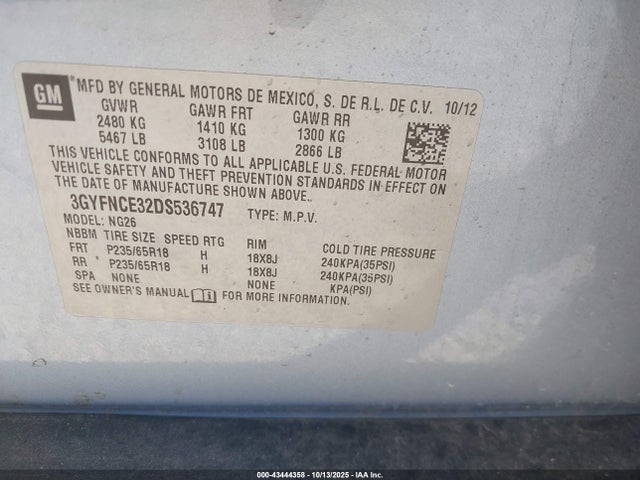 GM *MFD BY GENERAL MOTORS DE MEXICO, S. DE R.L. DE C.V. 10/12
GVWR GAWR FRT GAWR RR
2480 KG 1410 KG 1300 KG
5467 LB 3108 LB 2866 LB
THIS VEHICLE CONFORMS TO ALL APPLICABLE U.S. FEDERAL MOTOR
VEHICLE SAFETY AND THEFT PREVENTION STANDARDS IN EFFECT ON
THE DATE OF MANUFACTURE SHOWN ABOVE.
3GYFNCE32DS536747 TYPE: M.P.V.
MODEL: NG26
NBBM TIRE SIZE SPEED RTG RIM COLD TIRE PRESSURE
FRT P235/65R18 H 18X8J 240KPA(35PSI)
RR * P235/65R18 H 18X8J 240KPA(35PSI)
SPA NONE NONE KPA(PSI)
SEE OWNER'S MANUAL FOR MORE INFORMATION.
000-43444358 | 10/13/2025 | IAA Inc.